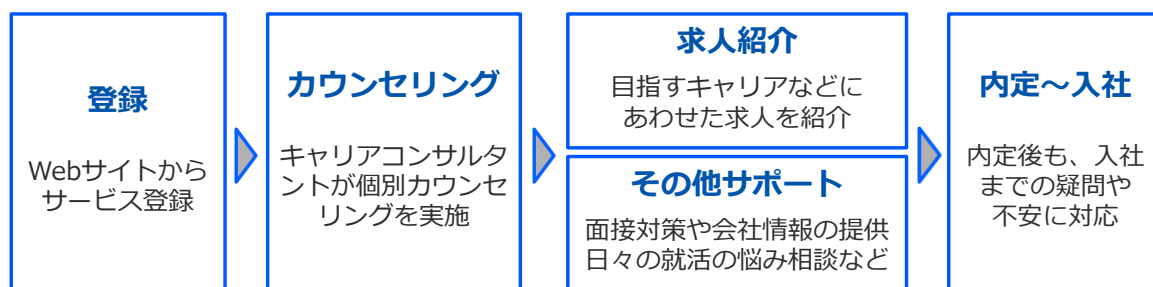 登録
Webサイトから
サービス登録
カウンセリング
キャリアコンサルタ
ントが個別カウンセ
リングを実施
求人紹介
目指すキャリアなどに
あわせた求人を紹介
その他サポート
面接対策や会社情報の提供
日々の就活の悩み相談など
内定～入社
内定後も、入社
までの疑問や
不安に対応